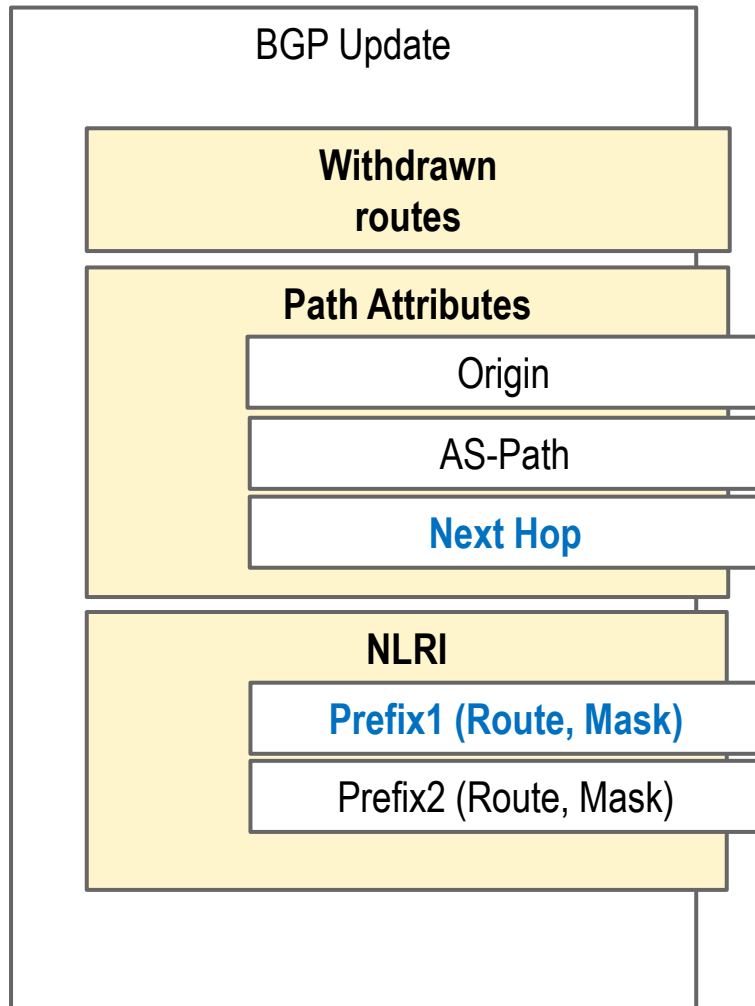 BGP Update
Withdrawn
routes
Path Attributes
Origin
AS-Path
Next Hop
NLRI
Prefix1 (Route, Mask)
Prefix2 (Route, Mask)